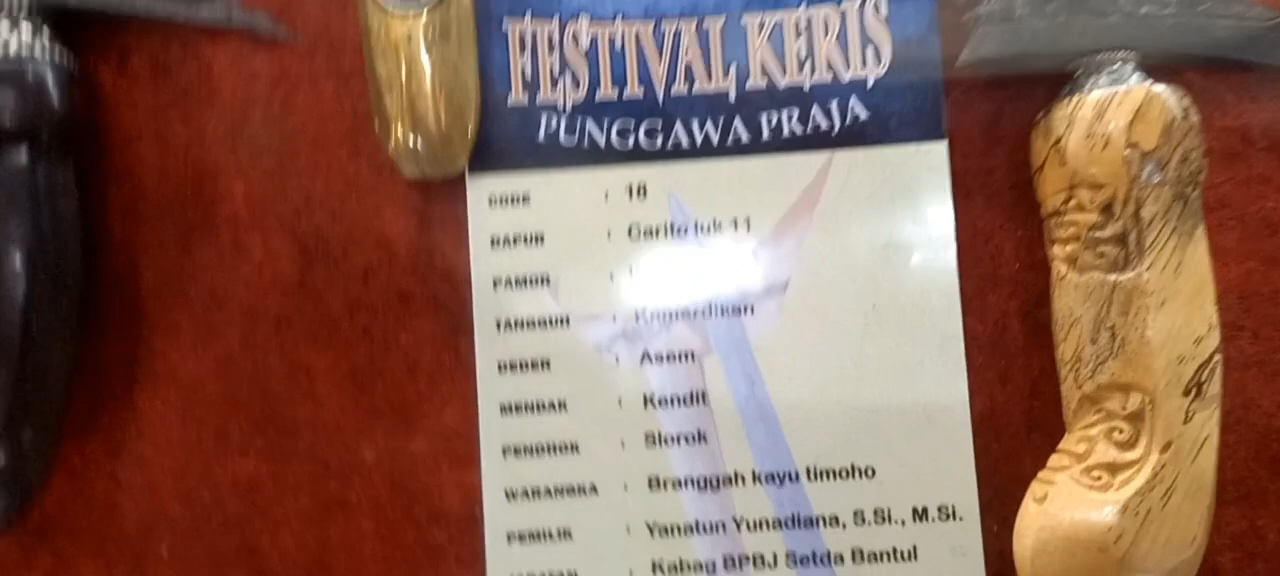 FESTIVAL KERIS
PUNGGAWA PRAJA
CODE : 18
DAPUR : Carito luk 11
PAMOR :
TANGGUH : Kamardikan
DEDER : Asem
MENDAK : Kendit
PENDHOK : Slorok
WARANGKA : Branggah kayu timoho
PEMILIK : Yanatun Yunadiana, S.Si., M.Si.
: Kabag BPBJ Setda Bantul